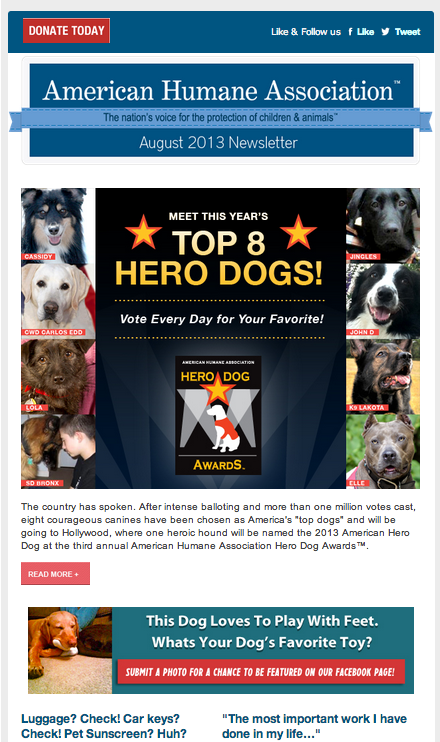 DONATE TODAY
Like & Follow us f Like Tweet
American Humane Association™
The nation's voice for the protection of children & animals™
August 2013 Newsletter
MEET THIS YEAR'S
TOP 8
HERO DOGS!
Vote Every Day for Your Favorite!
AMERICAN HUMANE ASSOCIATION
HERO DOG
AWARDS™
CASSIDY
CWD CARLOS EDD
LOLA
SD BRONX
JINGLES
JOHN D
K9 LAKOTA
ELLE
The country has spoken. After intense balloting and more than one million votes cast,
eight courageous canines have been chosen as America's "top dogs" and will be
going to Hollywood, where one heroic hound will be named the 2013 American Hero
Dog at the third annual American Humane Association Hero Dog Awards™.
READ MORE +
This Dog Loves To Play With Feet.
Whats Your Dog's Favorite Toy?
SUBMIT A PHOTO FOR A CHANCE TO BE FEATURED ON OUR FACEBOOK PAGE!
Luggage? Check! Car keys?
Check! Pet Sunscreen? Huh?
"The most important work I have
done in my life…"